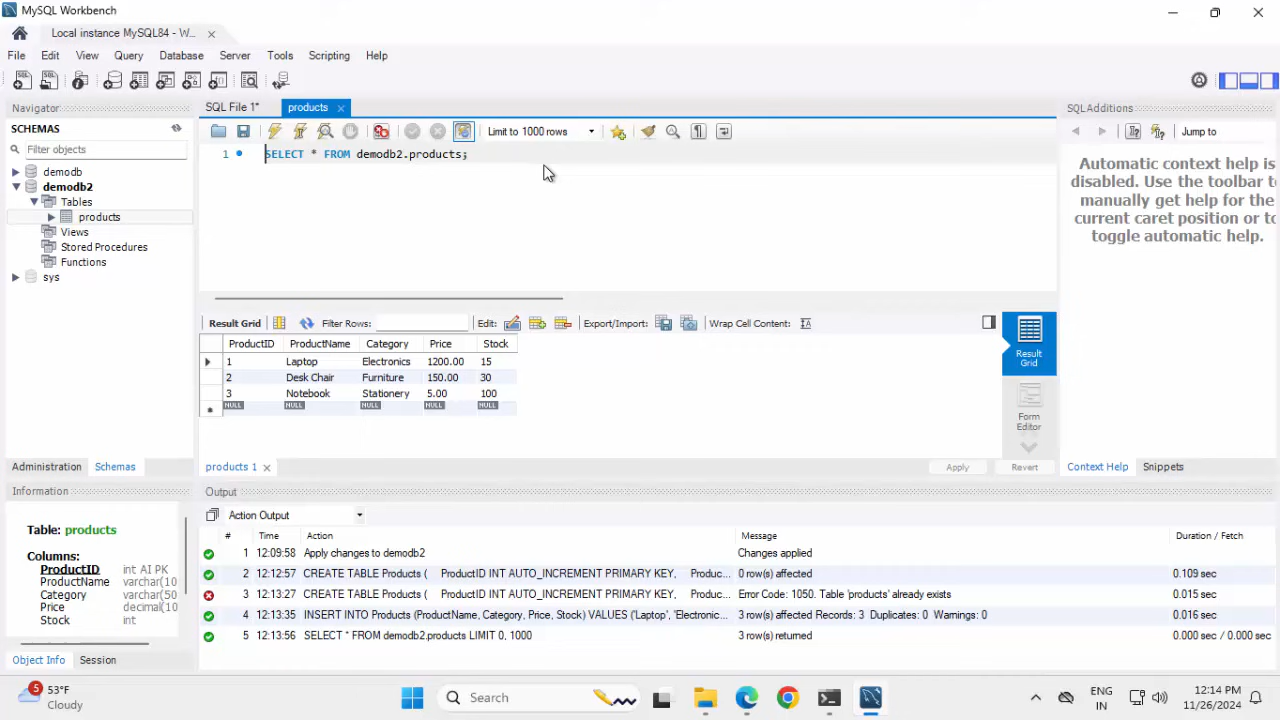 MySQL Workbench
Local instance MySQL84 - W...
File Edit View Query Database Server Tools Scripting Help
Navigator
SCHEMAS
Filter objects
demodb
demodb2
Tables
products
Views
Stored Procedures
Functions
sys
Administration Schemas
Information
Table: products
Columns:
ProductID int AI PK
ProductName varchar(10
Category varchar(10
Price decimal(10
Stock int
Object Info Session
SQL File 1* products
Limit to 1000 rows
1 SELECT * FROM demodb2.products;
Result Grid Filter Rows: Edit: Export/Import: Wrap Cell Content:
ProductID ProductName Category Price Stock
1 Laptop Electronics 1200.00 15
2 Desk Chair Furniture 150.00 30
3 Notebook Stationery 5.00 100
NULL NULL NULL NULL NULL
Result Grid
Form Editor
products 1
Apply Revert
SQLAdditions
Jump to
Automatic context help is
disabled. Use the toolbar to
manually get help for the
current caret position or to
toggle automatic help.
Context Help Snippets
Output
Action Output
# Time Action Message Duration / Fetch
1 12:09:58 Apply changes to demodb2 Changes applied
2 12:12:57 CREATE TABLE Products ( ProductID INT AUTO_INCREMENT PRIMARY KEY, Produc... 0 row(s) affected 0.109 sec
3 12:13:27 CREATE TABLE Products ( ProductID INT AUTO_INCREMENT PRIMARY KEY, Produc... Error Code: 1050. Table 'products' already exists 0.015 sec
4 12:13:35 INSERT INTO Products (ProductName, Category, Price, Stock) VALUES ('Laptop', 'Electronic... 3 row(s) affected Records: 3 Duplicates: 0 Warnings: 0 0.016 sec
5 12:13:56 SELECT * FROM demodb2.products LIMIT 0, 1000 3 row(s) returned 0.000 sec / 0.000 sec
5
53°F
Cloudy
Search
ENG
IN
12:14 PM
11/26/2024